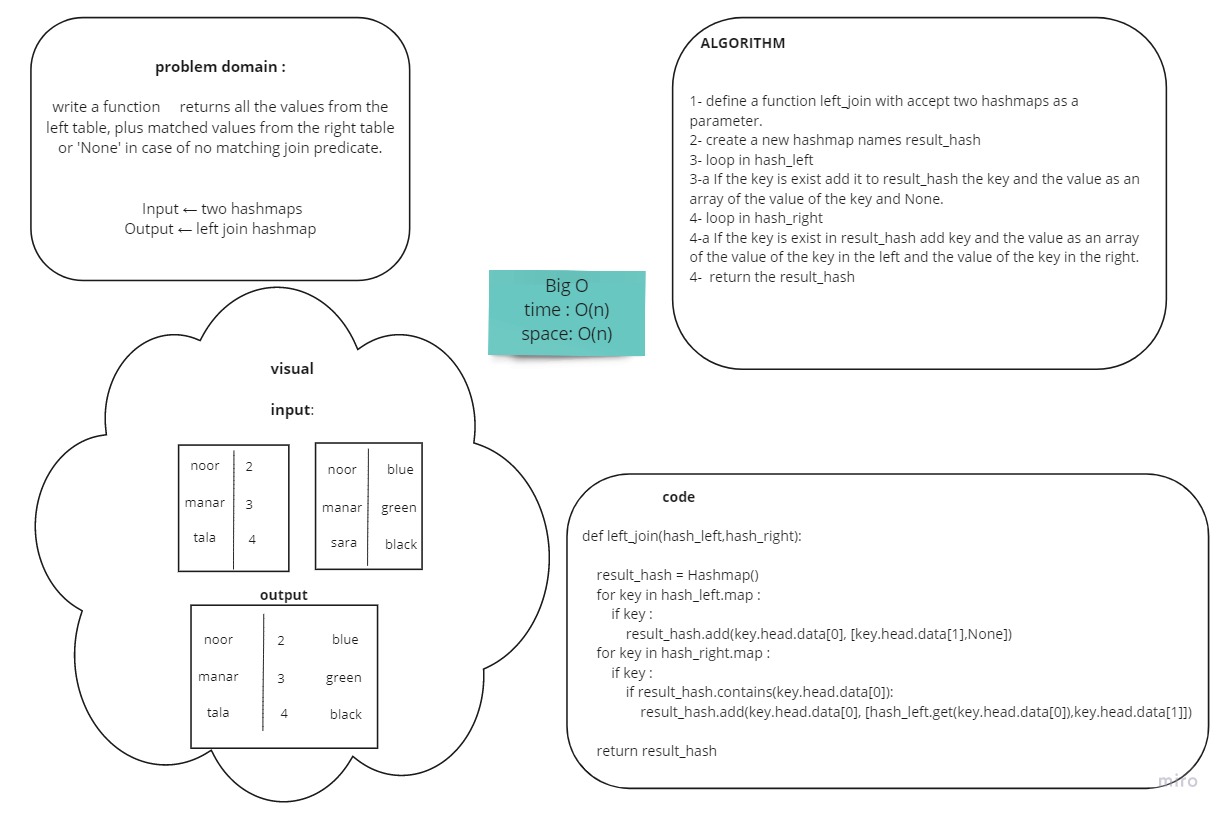 problem domain :
write a function returns all the values from the
left table, plus matched values from the right table
or 'None' in case of no matching join predicate.
Input ← two hashmaps
Output ← left join hashmap
ALGORITHM
1- define a function left_join with accept two hashmaps as a
parameter.
2- create a new hashmap names result_hash
3- loop in hash_left
3-a If the key is exist add it to result_hash the key and the value as an
array of the value of the key and None.
4- loop in hash_right
4-a If the key is exist in result_hash add key and the value as an array
of the value of the key in the left and the value of the key in the right.
4- return the result_hash
Big O
time : O(n)
space: O(n)
visual
input:
noor 2
manar 3
tala 4
noor blue
manar green
sara black
output
noor 2 blue
manar 3 green
tala 4 black
code
def left_join(hash_left,hash_right):
result_hash = Hashmap()
for key in hash_left.map :
if key :
result_hash.add(key.head.data[0], [key.head.data[1],None])
for key in hash_right.map :
if key :
if result_hash.contains(key.head.data[0]):
result_hash.add(key.head.data[0], [hash_left.get(key.head.data[0]),key.head.data[1]])
return result_hash
miro